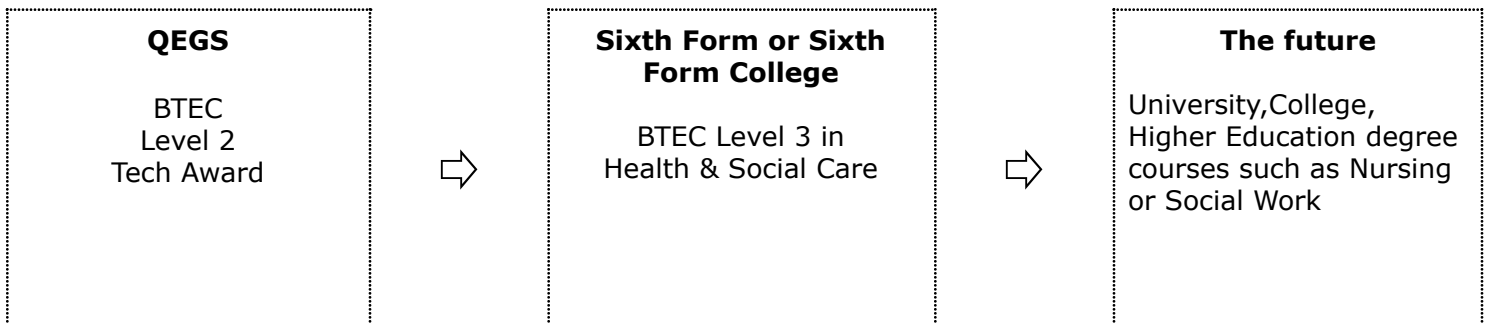 QEGS
BTEC
Level 2
Tech Award
Sixth Form or Sixth
Form College
BTEC Level 3 in
Health & Social Care
The future
University,College,
Higher Education degree
courses such as Nursing
or Social Work